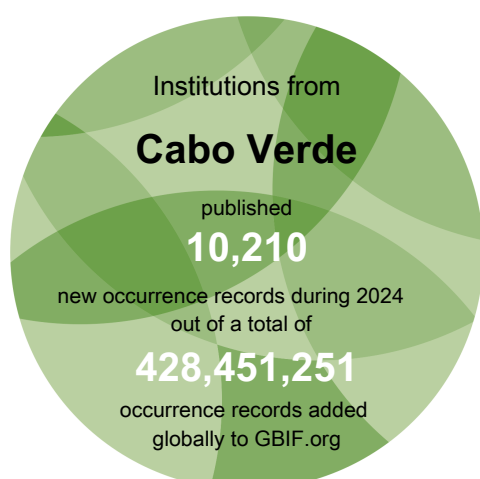 Institutions from
Cabo Verde
published
10,210
new occurrence records during 2024
out of a total of
428,451,251
occurrence records added
globally to GBIF.org